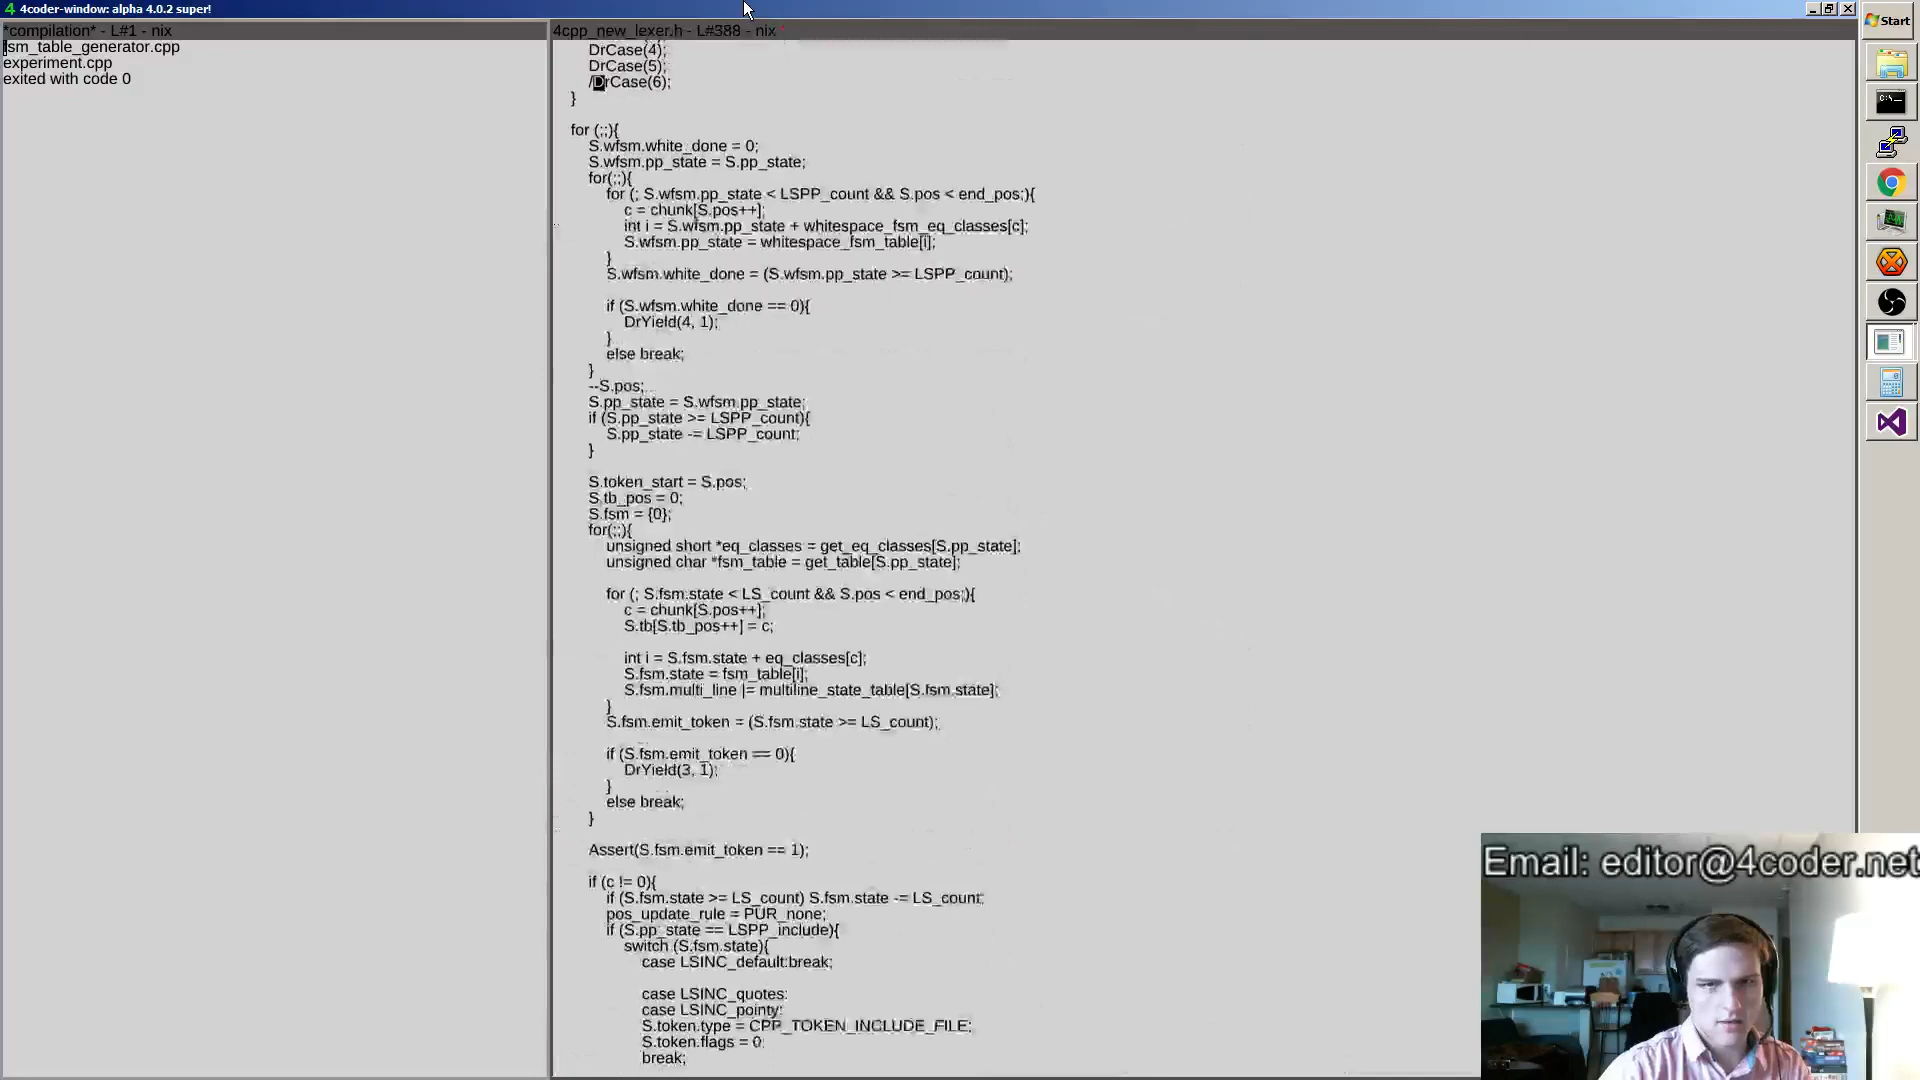 4 4coder-window: alpha 4.0.2 super!
Start
*compilation* - L#1 - nix
fsm_table_generator.cpp
experiment.cpp
exited with code 0
4cpp_new_lexer.h - L#388 - nix *
DrCase(4);
DrCase(5);
/DrCase(6);
}
for (;;){
S.wfsm.white_done = 0;
S.wfsm.pp_state = S.pp_state;
for(;;){
for (; S.wfsm.pp_state < LSPP_count && S.pos < end_pos;){
c = chunk[S.pos++];
int i = S.wfsm.pp_state + whitespace_fsm_eq_classes[c];
S.wfsm.pp_state = whitespace_fsm_table[i];
}
S.wfsm.white_done = (S.wfsm.pp_state >= LSPP_count);
if (S.wfsm.white_done == 0){
DrYield(4, 1);
}
else break;
}
--S.pos;
S.pp_state = S.wfsm.pp_state;
if (S.pp_state >= LSPP_count){
S.pp_state -= LSPP_count;
}
S.token_start = S.pos;
S.tb_pos = 0;
S.fsm = {0};
for(;;){
unsigned short *eq_classes = get_eq_classes[S.pp_state];
unsigned char *fsm_table = get_table[S.pp_state];
for (; S.fsm.state < LS_count && S.pos < end_pos;){
c = chunk[S.pos++];
S.tb[S.tb_pos++] = c;
int i = S.fsm.state + eq_classes[c];
S.fsm.state = fsm_table[i];
S.fsm.multi_line |= multiline_state_table[S.fsm.state];
}
S.fsm.emit_token = (S.fsm.state >= LS_count);
if (S.fsm.emit_token == 0){
DrYield(3, 1);
}
else break;
}
Assert(S.fsm.emit_token == 1);
if (c != 0){
if (S.fsm.state >= LS_count) S.fsm.state -= LS_count;
pos_update_rule = PUR_none;
if (S.pp_state == LSPP_include){
switch (S.fsm.state){
case LSINC_default:break;
case LSINC_quotes:
case LSINC_pointy:
S.token.type = CPP_TOKEN_INCLUDE_FILE;
S.token.flags = 0;
break;
Email: editor@4coder.net